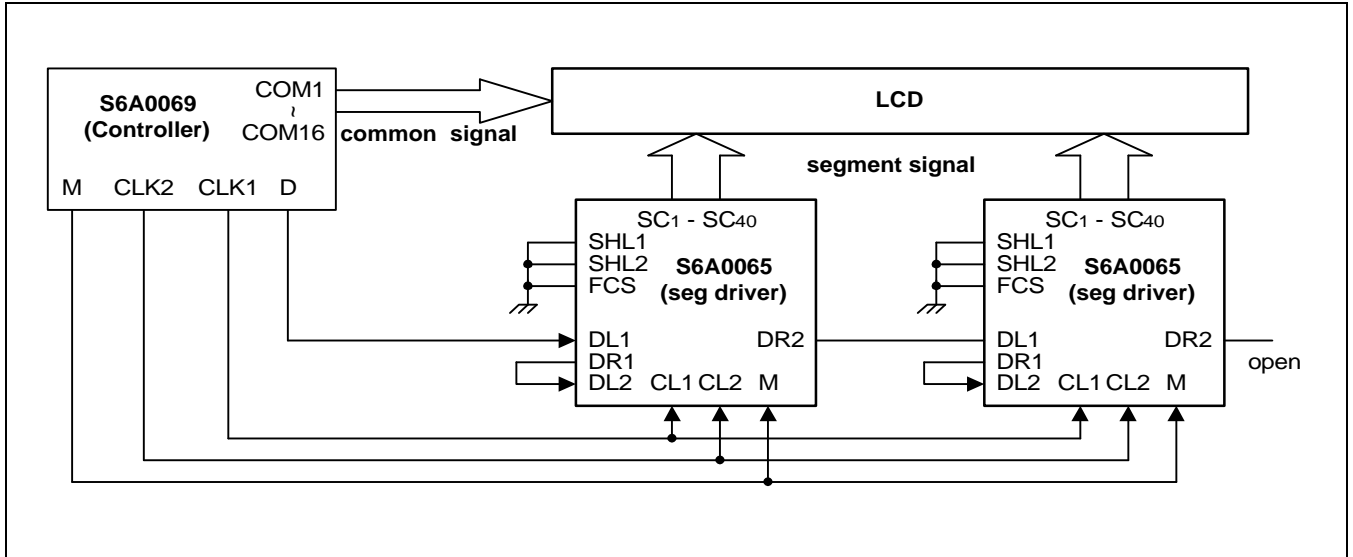 S6A0069
(Controller)
COM1
~
COM16
M CLK2 CLK1 D
common signal
LCD
segment signal
SC1 - SC40
SHL1
SHL2
FCS
S6A0065
(seg driver)
DL1
DR1
DL2
CL1 CL2 M
DR2
SC1 - SC40
SHL1
SHL2
FCS
S6A0065
(seg driver)
DL1
DR1
DL2
CL1 CL2 M
DR2
open